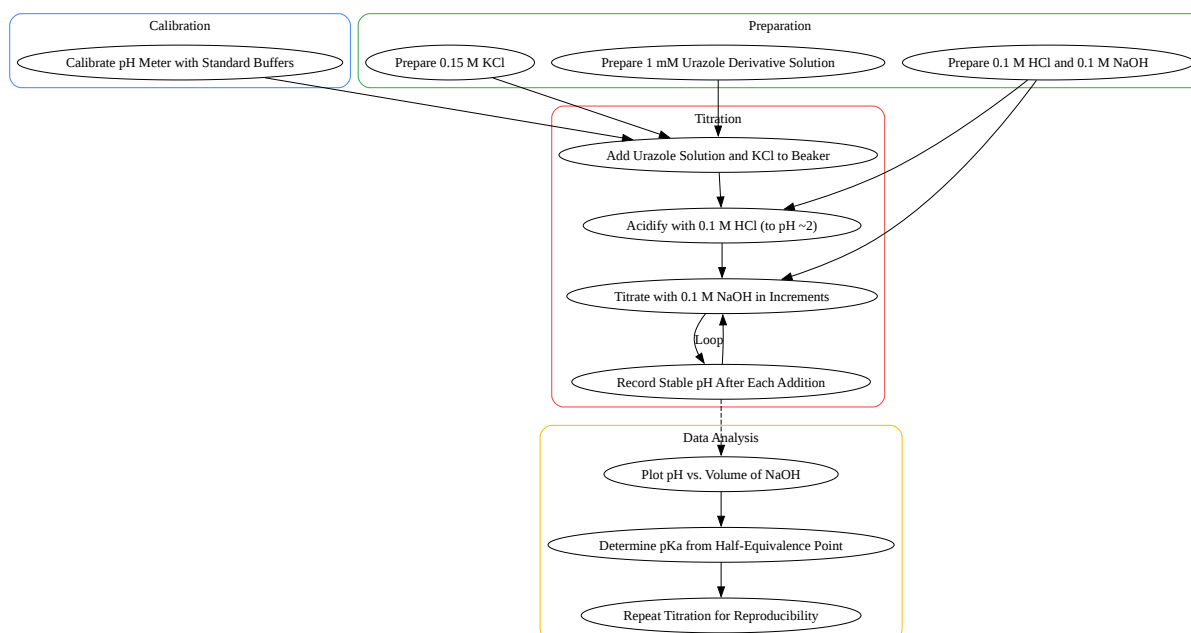 Calibration
Preparation
Calibrate pH Meter with Standard Buffers
Prepare 0.15 M KCl
Prepare 1 mM Urazole Derivative Solution
Prepare 0.1 M HCl and 0.1 M NaOH
Titration
Add Urazole Solution and KCl to Beaker
Acidify with 0.1 M HCl (to pH ~2)
Titrate with 0.1 M NaOH in Increments
Loop
Record Stable pH After Each Addition
Data Analysis
Plot pH vs. Volume of NaOH
Determine pKa from Half-Equivalence Point
Repeat Titration for Reproducibility